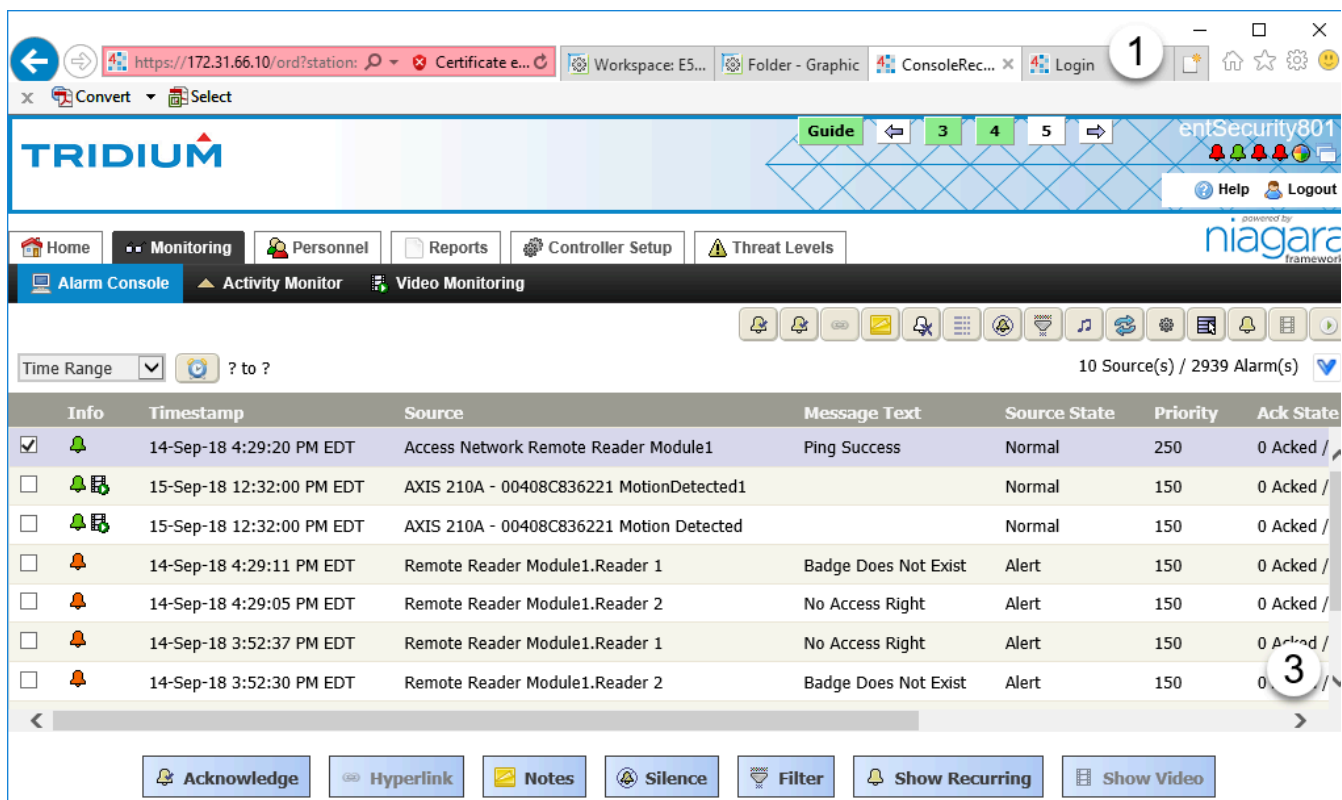 1
https://172.31.66.10/ord?station: Certificate e... Workspace: E5... Folder - Graphic ConsoleRec... Login
x Convert Select
Guide 3 4 5 entSecurity801
TRIDIUM
Help Logout
powered by
niagara
framework
Home Monitoring Personnel Reports Controller Setup Threat Levels
Alarm Console Activity Monitor Video Monitoring
Time Range ? to ? 10 Source(s) / 2939 Alarm(s)
Info Timestamp Source Message Text Source State Priority Ack State
14-Sep-18 4:29:20 PM EDT Access Network Remote Reader Module1 Ping Success Normal 250 0 Acked /
15-Sep-18 12:32:00 PM EDT AXIS 210A - 00408C836221 MotionDetected1 Normal 150 0 Acked /
15-Sep-18 12:32:00 PM EDT AXIS 210A - 00408C836221 Motion Detected Normal 150 0 Acked /
14-Sep-18 4:29:11 PM EDT Remote Reader Module1.Reader 1 Badge Does Not Exist Alert 150 0 Acked /
14-Sep-18 4:29:05 PM EDT Remote Reader Module1.Reader 2 No Access Right Alert 150 0 Acked /
14-Sep-18 3:52:37 PM EDT Remote Reader Module1.Reader 1 No Access Right Alert 150 0 Acked /
14-Sep-18 3:52:30 PM EDT Remote Reader Module1.Reader 2 Badge Does Not Exist Alert 150 0 /
3
Acknowledge Hyperlink Notes Silence Filter Show Recurring Show Video